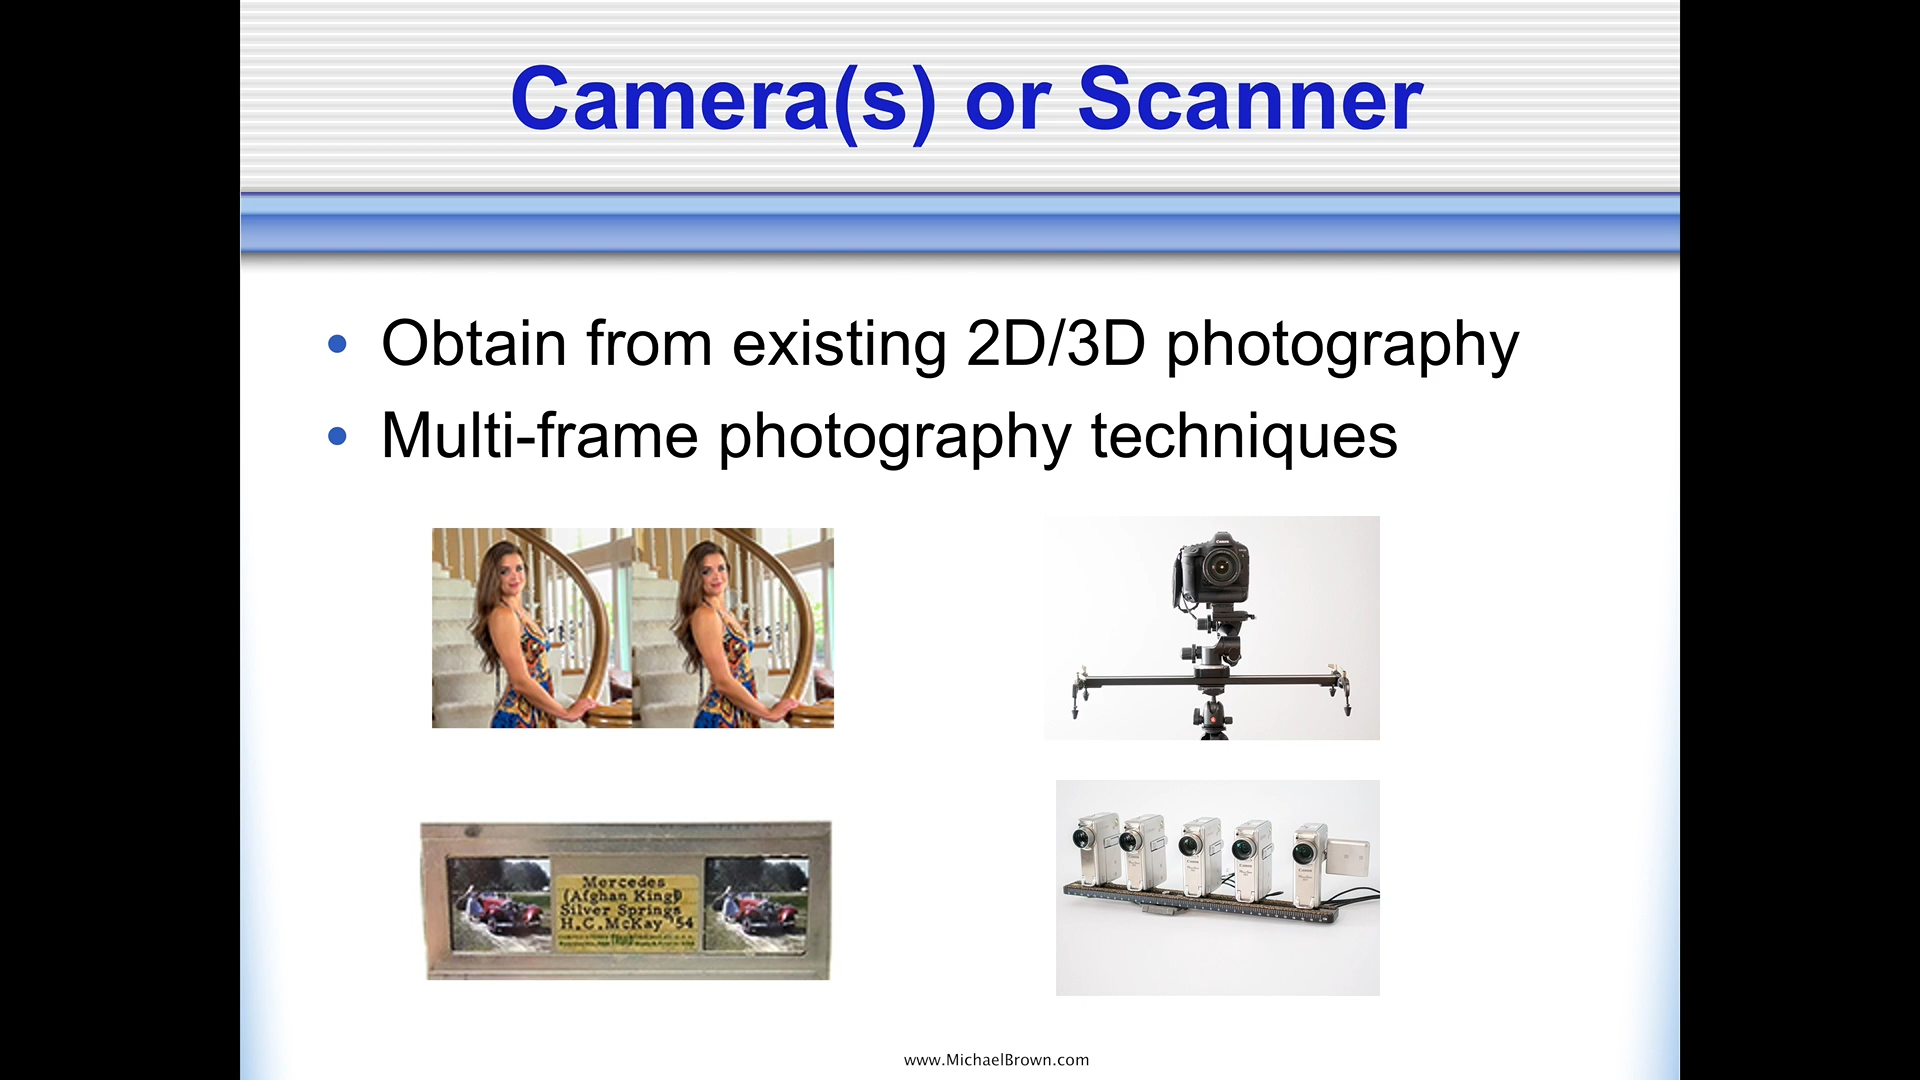 Camera(s) or Scanner
• Obtain from existing 2D/3D photography
• Multi-frame photography techniques
Canon
Mercedes
(Afghan King)
Silver Springs
H.C.McKay '54
www.MichaelBrown.com